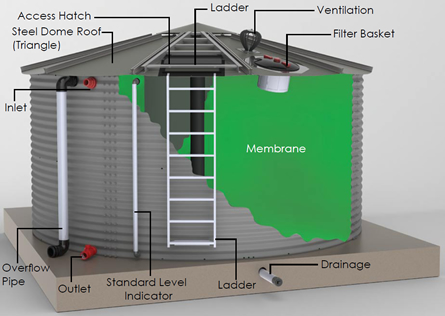 Access Hatch
Ladder
Ventilation
Steel Dome Roof
(Triangle)
Filter Basket
Inlet
Membrane
Overflow
Pipe
Outlet
Standard Level
Indicator
Ladder
Drainage